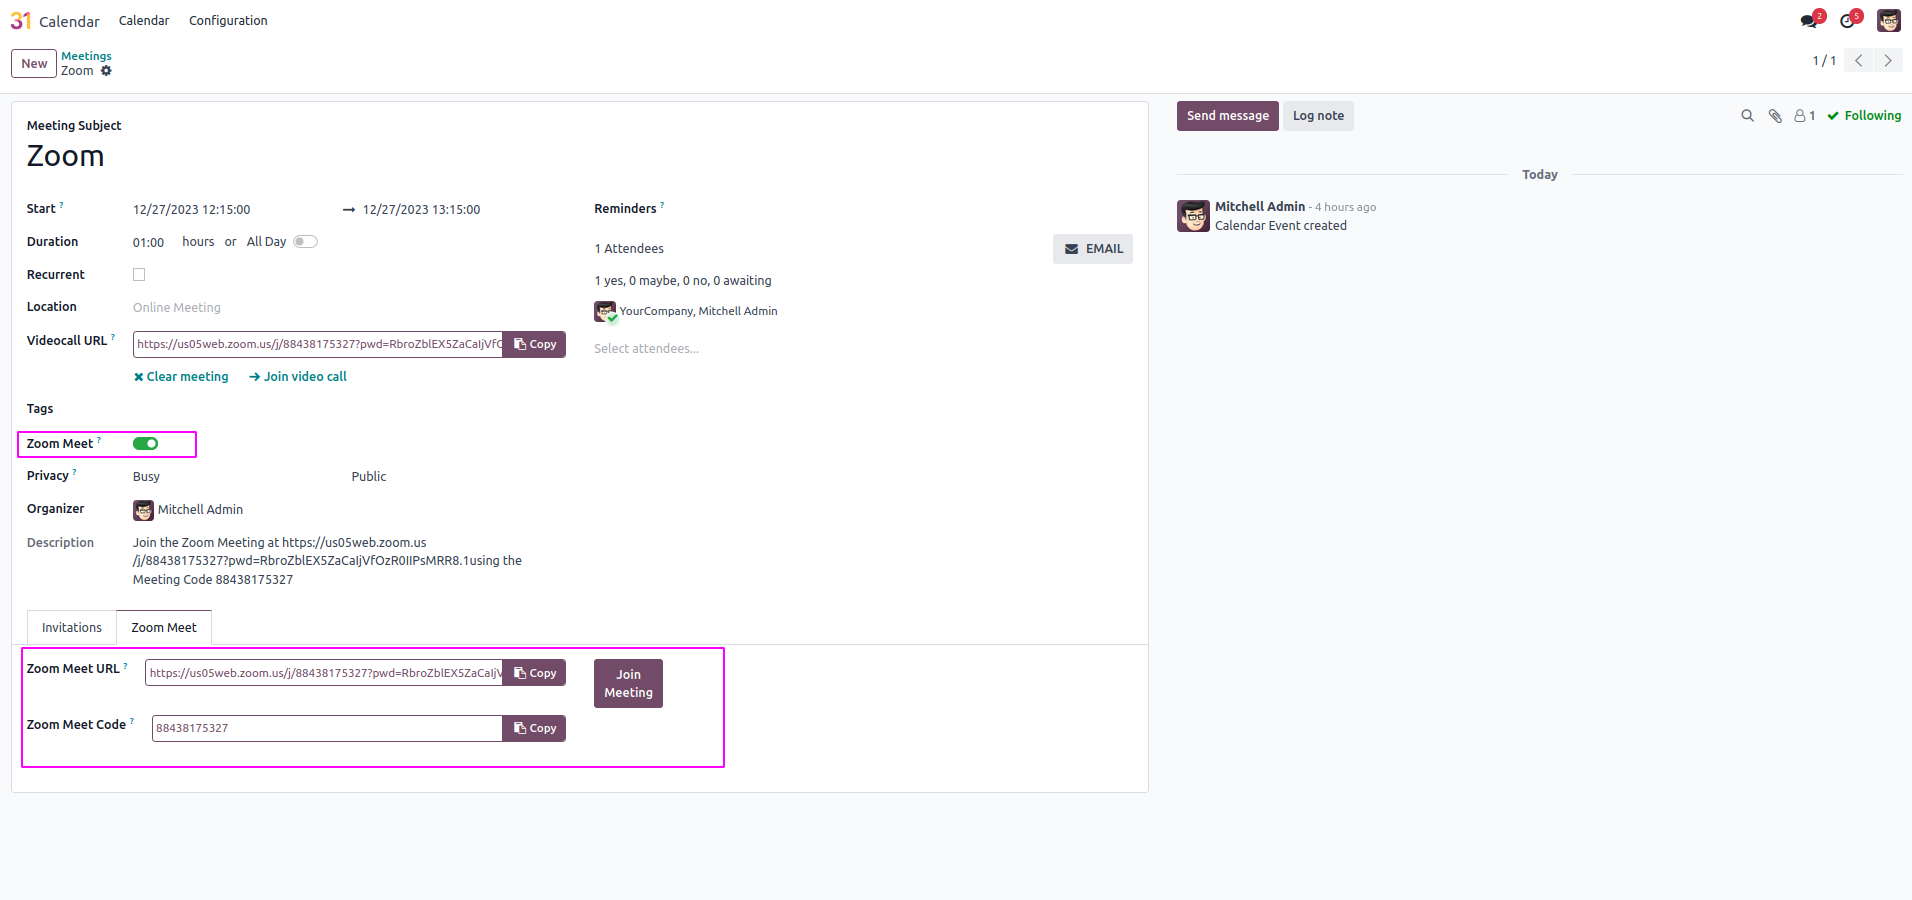 31 Calendar Calendar Configuration 2 5
New Meetings
Zoom
1 / 1
Meeting Subject
Zoom
Start ? 12/27/2023 12:15:00 → 12/27/2023 13:15:00
Duration 01:00 hours or All Day
Recurrent
Location Online Meeting
Videocall URL ? https://us05web.zoom.us/j/88438175327?pwd=RbroZblEX5ZaCaIjVfO Copy
Clear meeting → Join video call
Tags
Zoom Meet ?
Privacy ? Busy Public
Organizer Mitchell Admin
Description Join the Zoom Meeting at https://us05web.zoom.us
/j/88438175327?pwd=RbroZblEX5ZaCaIjVfOzR0IIPsMRR8.1using the
Meeting Code 88438175327
Reminders ?
1 Attendees EMAIL
1 yes, 0 maybe, 0 no, 0 awaiting
YourCompany, Mitchell Admin
Select attendees...
Invitations Zoom Meet
Zoom Meet URL ? https://us05web.zoom.us/j/88438175327?pwd=RbroZblEX5ZaCaIjV Copy
Join
Meeting
Zoom Meet Code ? 88438175327 Copy
Send message Log note 1 Following
Today
Mitchell Admin - 4 hours ago
Calendar Event created